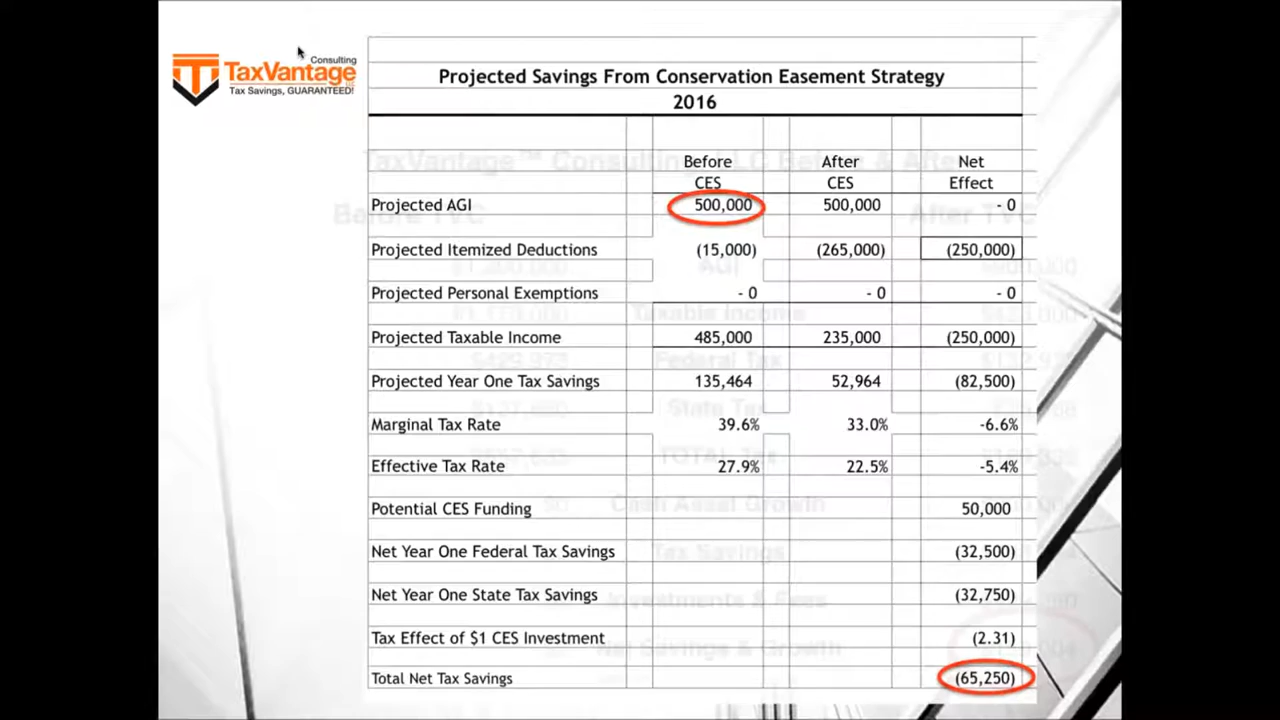 Consulting
TaxVantage
Tax Savings, GUARANTEED!
Projected Savings From Conservation Easement Strategy
2016
Before After Net
CES CES Effect
Projected AGI 500,000 500,000 - 0
Projected Itemized Deductions (15,000) (265,000) (250,000)
Projected Personal Exemptions - 0 - 0 - 0
Projected Taxable Income 485,000 235,000 (250,000)
Projected Year One Tax Savings 135,464 52,964 (82,500)
Marginal Tax Rate 39.6% 33.0% -6.6%
Effective Tax Rate 27.9% 22.5% -5.4%
Potential CES Funding 50,000
Net Year One Federal Tax Savings (32,500)
Net Year One State Tax Savings (32,750)
Tax Effect of $1 CES Investment (2.31)
Total Net Tax Savings (65,250)